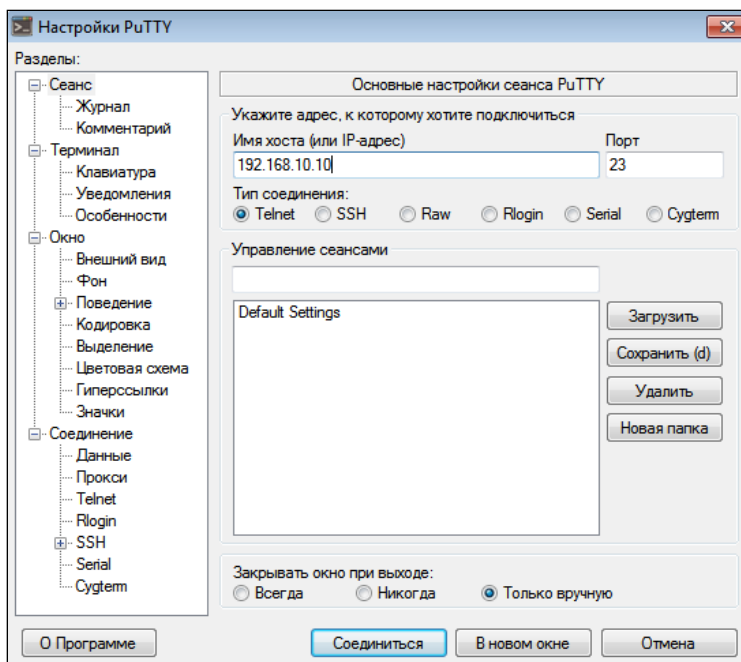 Настройки PuTTY
Разделы:
Сеанс
Журнал
Комментарий
Терминал
Клавиатура
Уведомления
Особенности
Окно
Внешний вид
Фон
Поведение
Кодировка
Выделение
Цветовая схема
Гиперссылки
Значки
Соединение
Данные
Прокси
Telnet
Rlogin
SSH
Serial
Cygterm
Основные настройки сеанса PuTTY
Укажите адрес, к которому хотите подключиться
Имя хоста (или IP-адрес) Порт
192.168.10.10 23
Тип соединения:
Telnet SSH Raw Rlogin Serial Cygterm
Управление сеансами
Default Settings
Загрузить
Сохранить (d)
Удалить
Новая папка
Закрывать окно при выходе:
Всегда Никогда Только вручную
О Программе Соединиться В новом окне Отмена